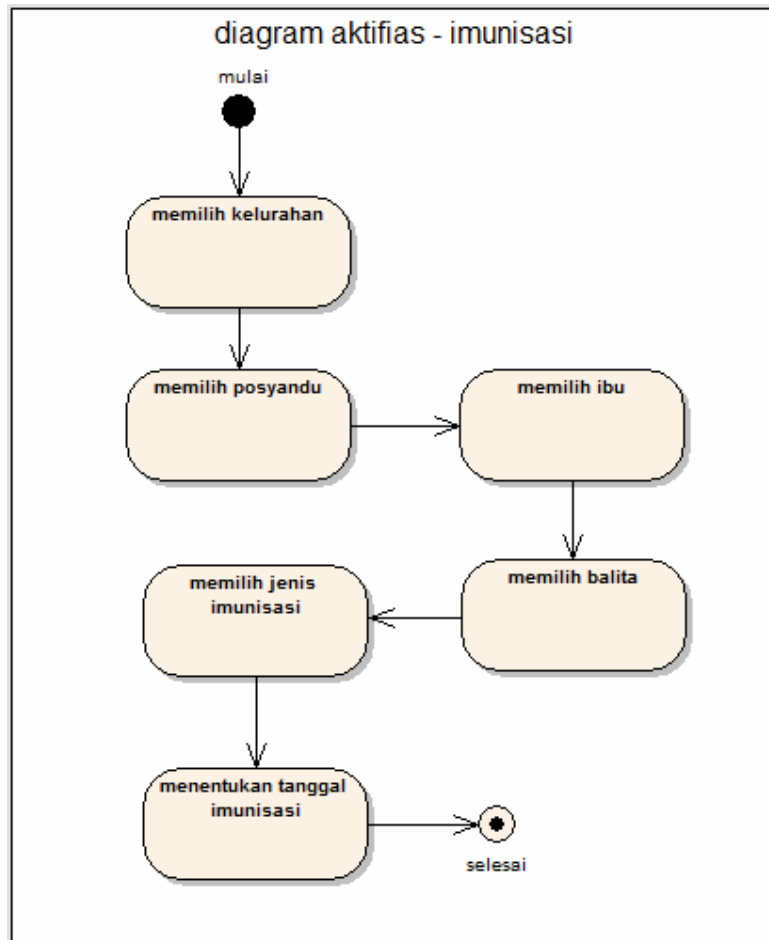 diagram aktifias - imunisasi
mulai
memilih kelurahan
memilih posyandu
memilih ibu
memilih balita
memilih jenis
imunisasi
menentukan tanggal
imunisasi
selesai